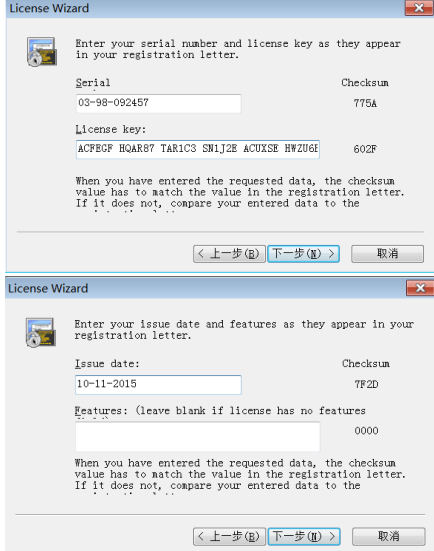 License Wizard
Enter your serial number and license key as they appear
in your registration letter.
Serial
Checksum
03-98-092457
775A
License key:
ACFEGF HQAR87 TAR1C3 SN1J2E ACUXSE HWZU6
602F
When you have entered the requested data, the checksum
value has to match the value in the registration letter.
If it does not, compare your entered data to the
< 上一步(B)
下一步(N) >
取消
License Wizard
Enter your issue date and features as they appear in your
registration letter.
Issue date:
Checksum
10-11-2015
7F2D
Features: (leave blank if license has no features
0000
When you have entered the requested data, the checksum
value has to match the value in the registration letter.
If it does not, compare your entered data to the
< 上一步(B)
下一步(N) >
取消